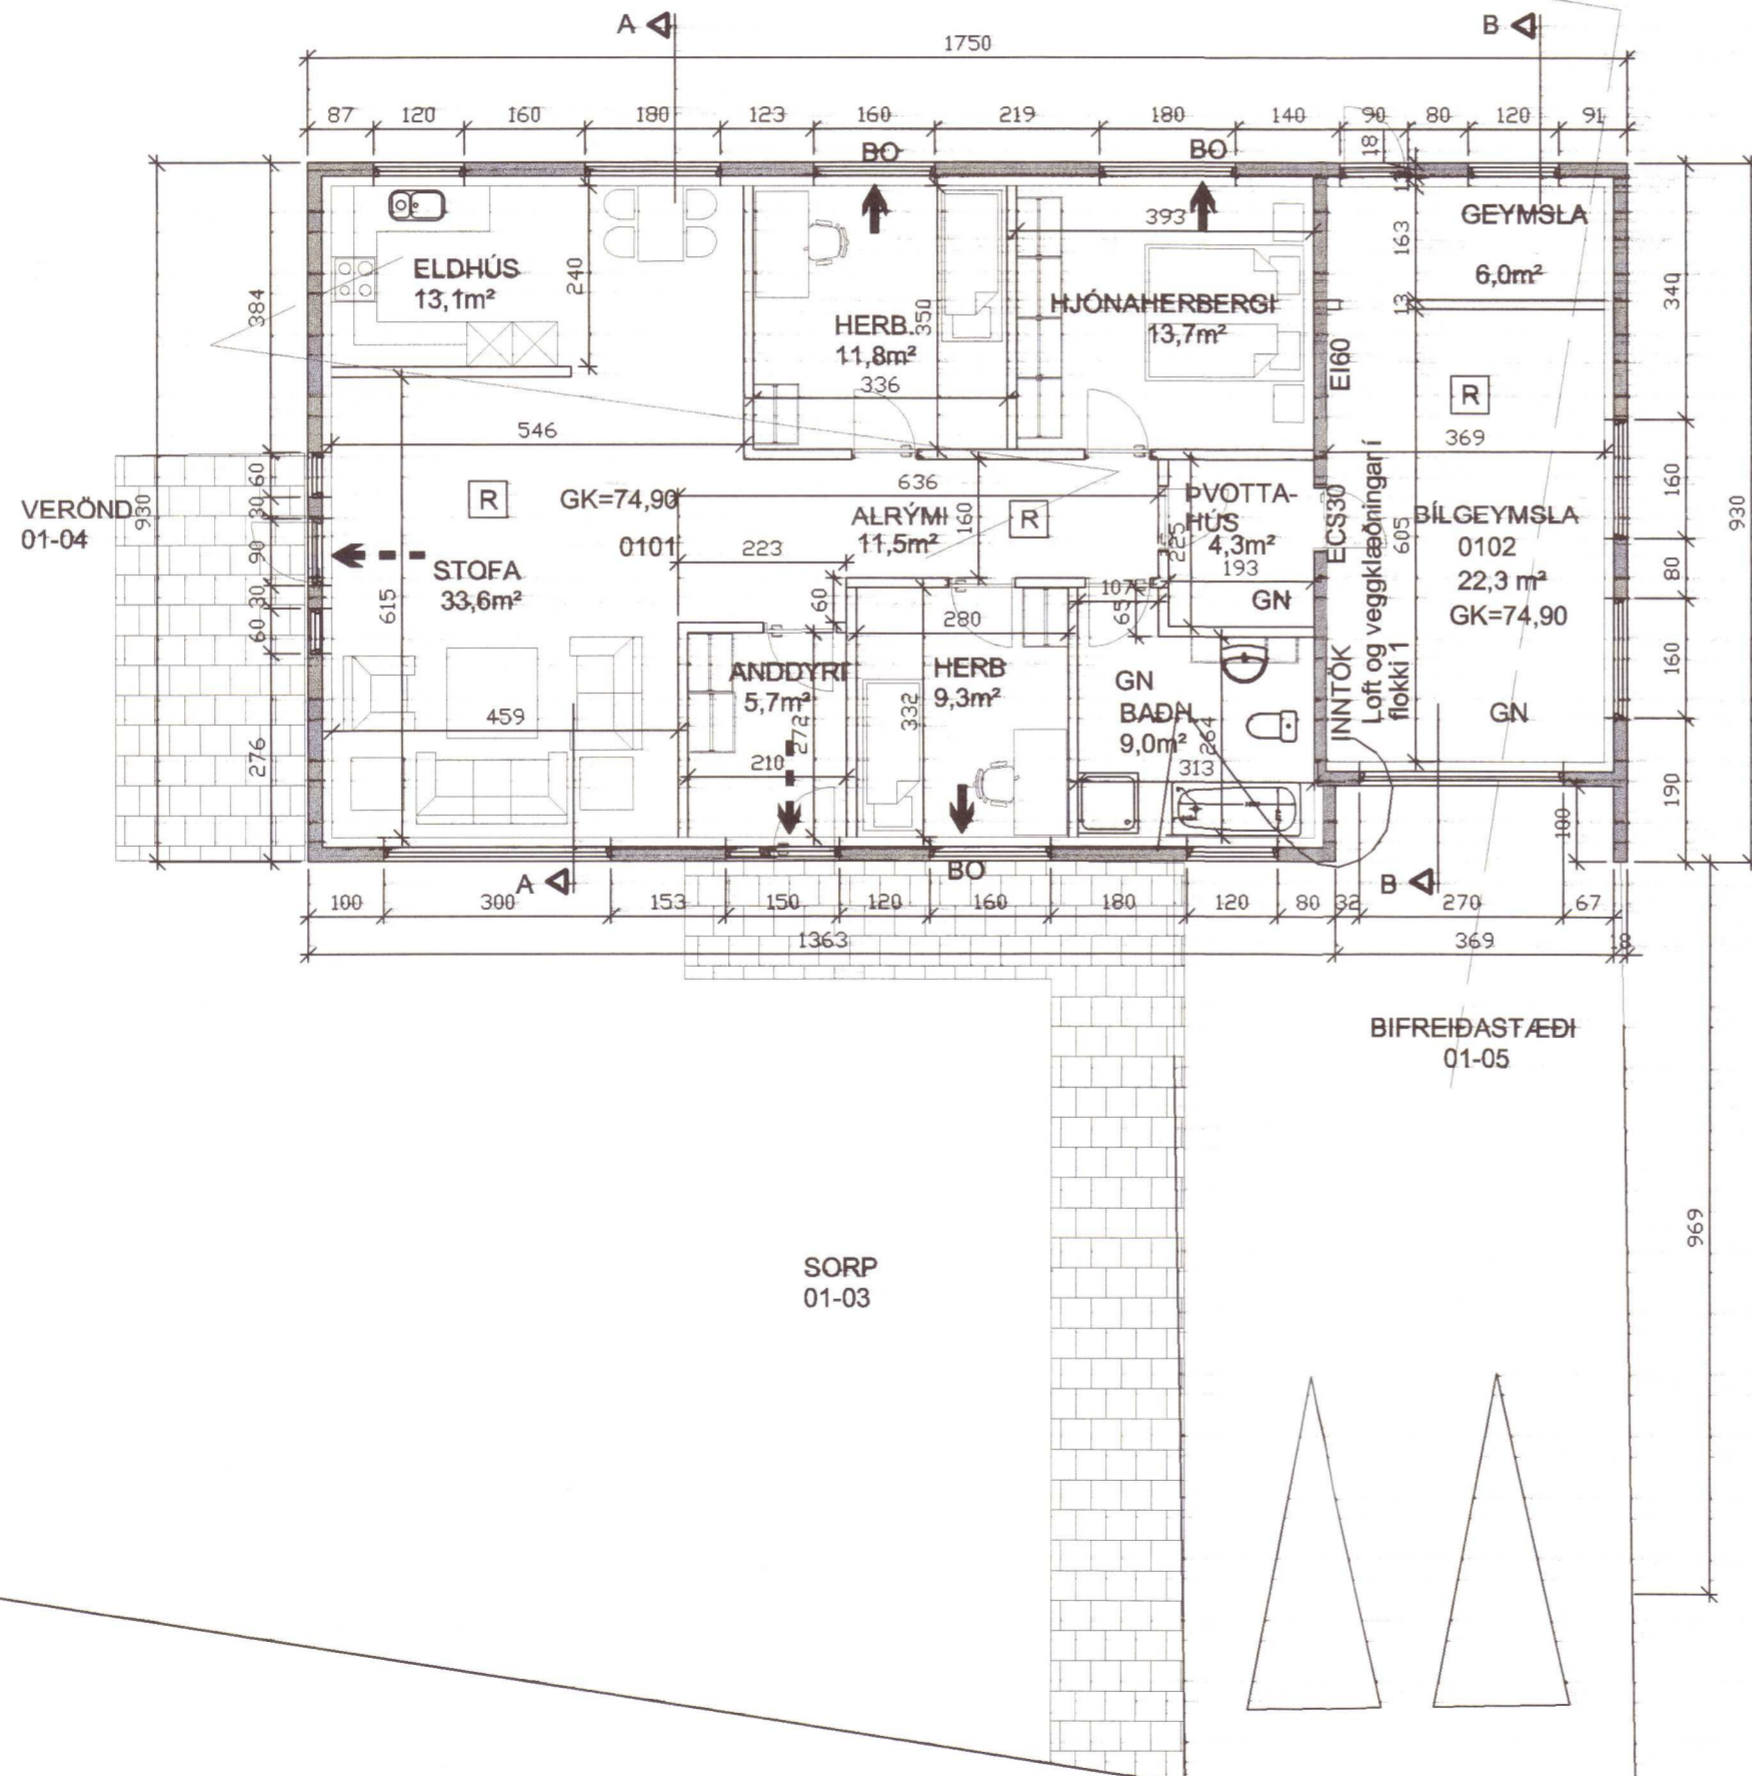 A B
1750
87 120 160 180 123 160 219 180 140 90 80 120 91
BO BO
18
GEYMSLA
6,0m²
393
163
13
ELDHÚS
13,1m²
240
384
340
HERB.
11,8m²
350
336
HJÓNAHERBERGI
13,7m²
EI60
R
369
546
VERÖND
01-04
930
60
30
90
30
60
276
R
GK=74,90
0101
636
ALRÝMI
11,5m²
160
R
ÞVOTTA-
HÚS
4,3m²
225
193
GN
ECS30
Loft og veggklæðningar í
flokki 1
605
BÍLGEYMSLA
0102
22,3 m²
GK=74,90
160
80
160
190
930
STOFA
33,6m²
615
223
60
280
107
65
459
ANDDYRI
5,7m²
272
210
HERB
9,3m²
332
GN
BAÐH.
9,0m²
264
313
INNTÖK
GN
100
A BO B
100 300 153 150 120 160 180 120 80 32 270 67
1363 369 18
BIFREIÐASTÆÐI
01-05
969
SORP
01-03